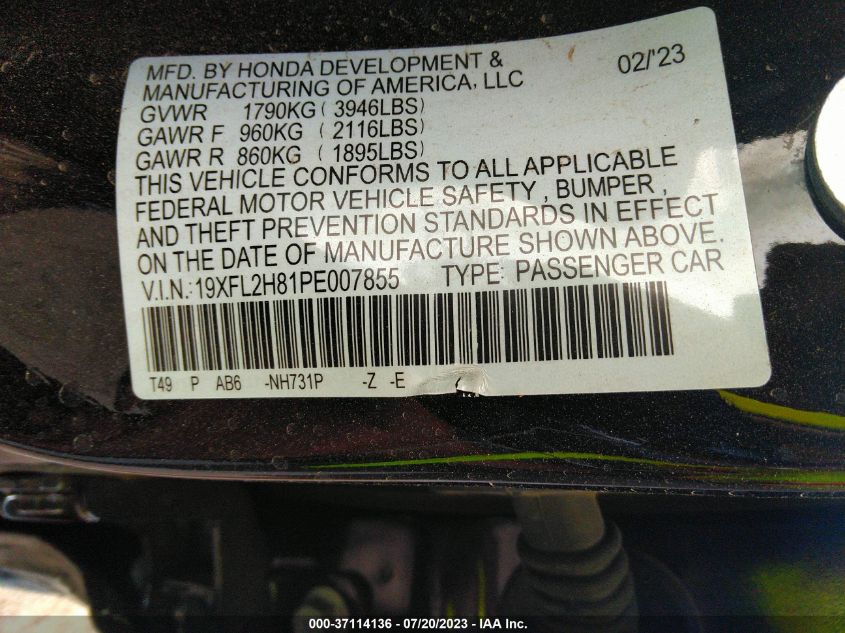 MFD. BY HONDA DEVELOPMENT & 02/'23
MANUFACTURING OF AMERICA, LLC
GVWR 1790KG ( 3946LBS)
GAWR F 960KG ( 2116LBS)
GAWR R 860KG ( 1895LBS)
THIS VEHICLE CONFORMS TO ALL APPLICABLE
FEDERAL MOTOR VEHICLE SAFETY , BUMPER ,
AND THEFT PREVENTION STANDARDS IN EFFECT
ON THE DATE OF MANUFACTURE SHOWN ABOVE.
V.I.N.:19XFL2H81PE007855 TYPE: PASSENGER CAR
T49 P AB6 -NH731P -Z -E
000-37114136 - 07/20/2023 - IAA Inc.